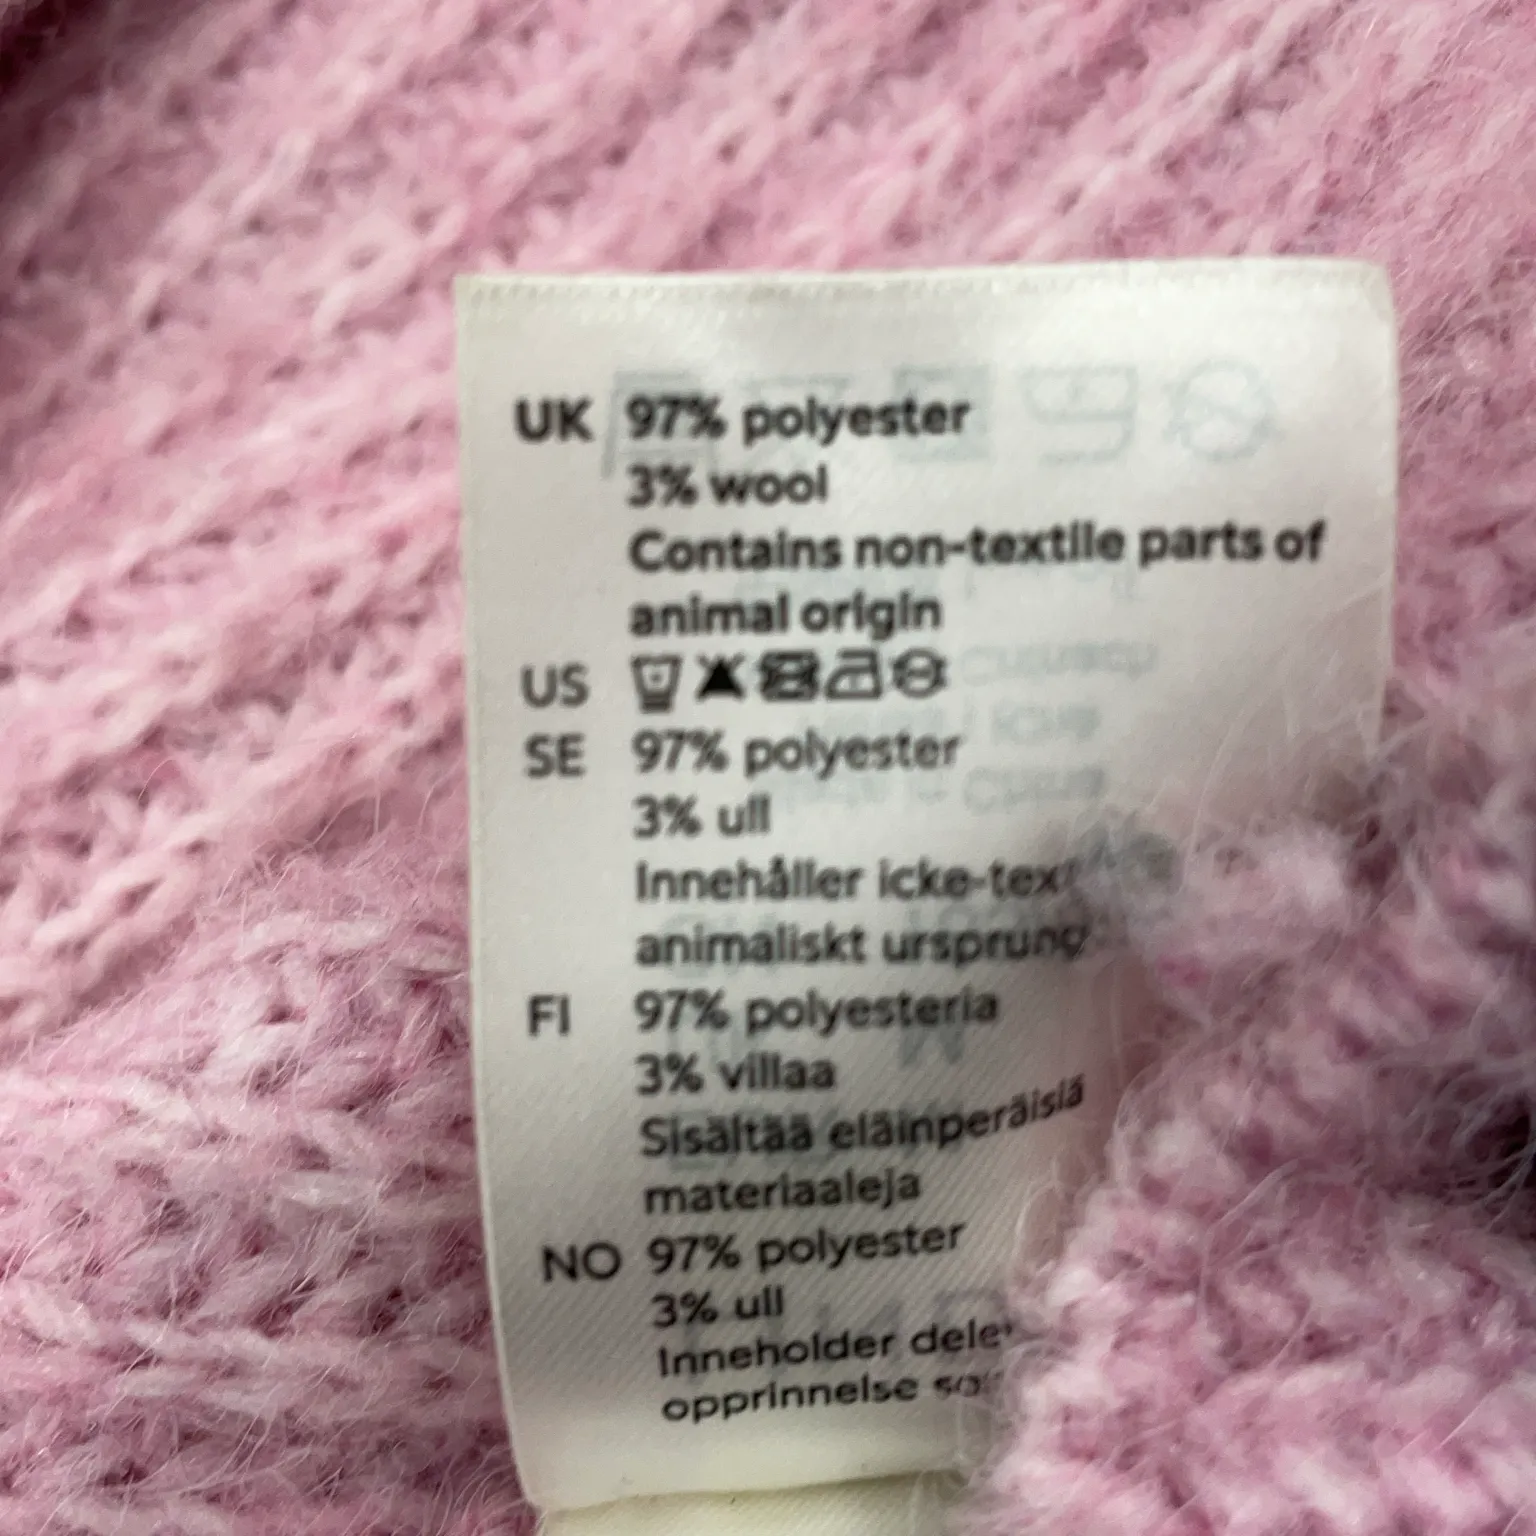 UK 97% polyester
3% wool
Contains non-textile parts of
animal origin
US
SE 97% polyester
3% ull
Innehåller icke-tex
animaliskt ursprung
FI 97% polyesteria
3% villaa
Sisältää eläinperäisiä
materiaaleja
NO 97% polyester
3% ull
Inneholder dele
opprinnelse